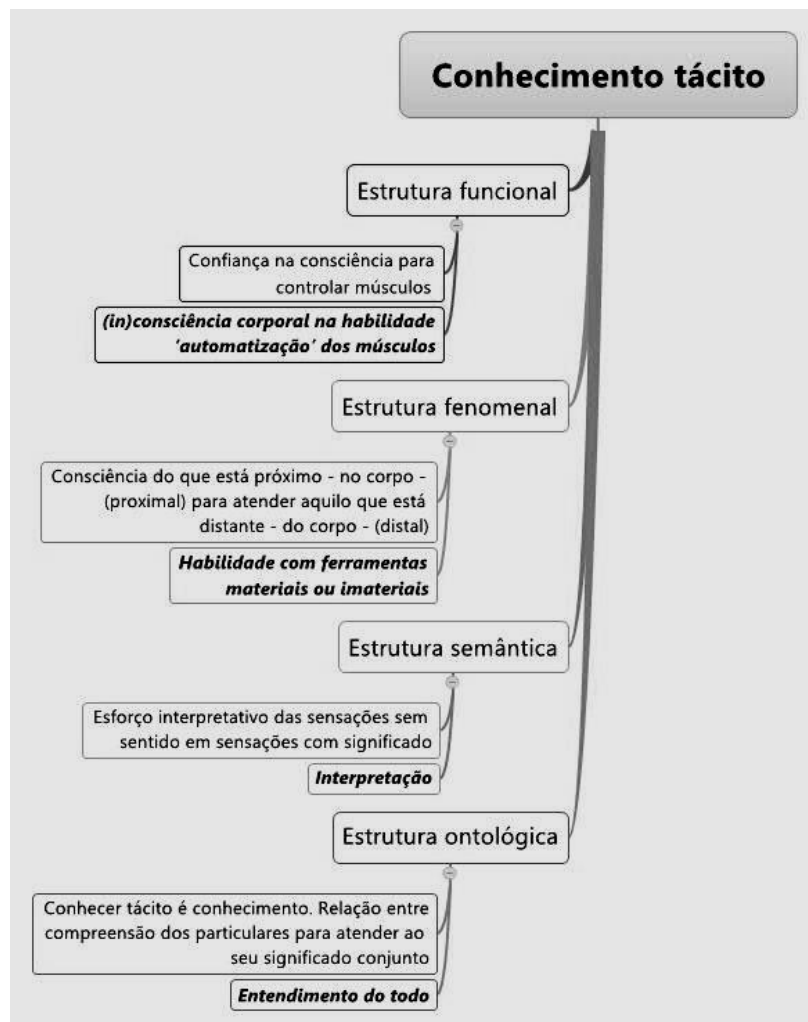 Conhecimento tácito
Estrutura funcional
Confiança na consciência para
controlar músculos
(in)consciência corporal na habilidade
‘automatização’ dos músculos
Estrutura fenomenal
Consciência do que está próximo - no corpo -
(proximal) para atender aquilo que está
distante - do corpo - (distal)
Habilidade com ferramentas
materiais ou imateriais
Estrutura semântica
Esforço interpretativo das sensações sem
sentido em sensações com significado
Interpretação
Estrutura ontológica
Conhecer tácito é conhecimento. Relação entre
compreensão dos particulares para atender ao
seu significado conjunto
Entendimento do todo